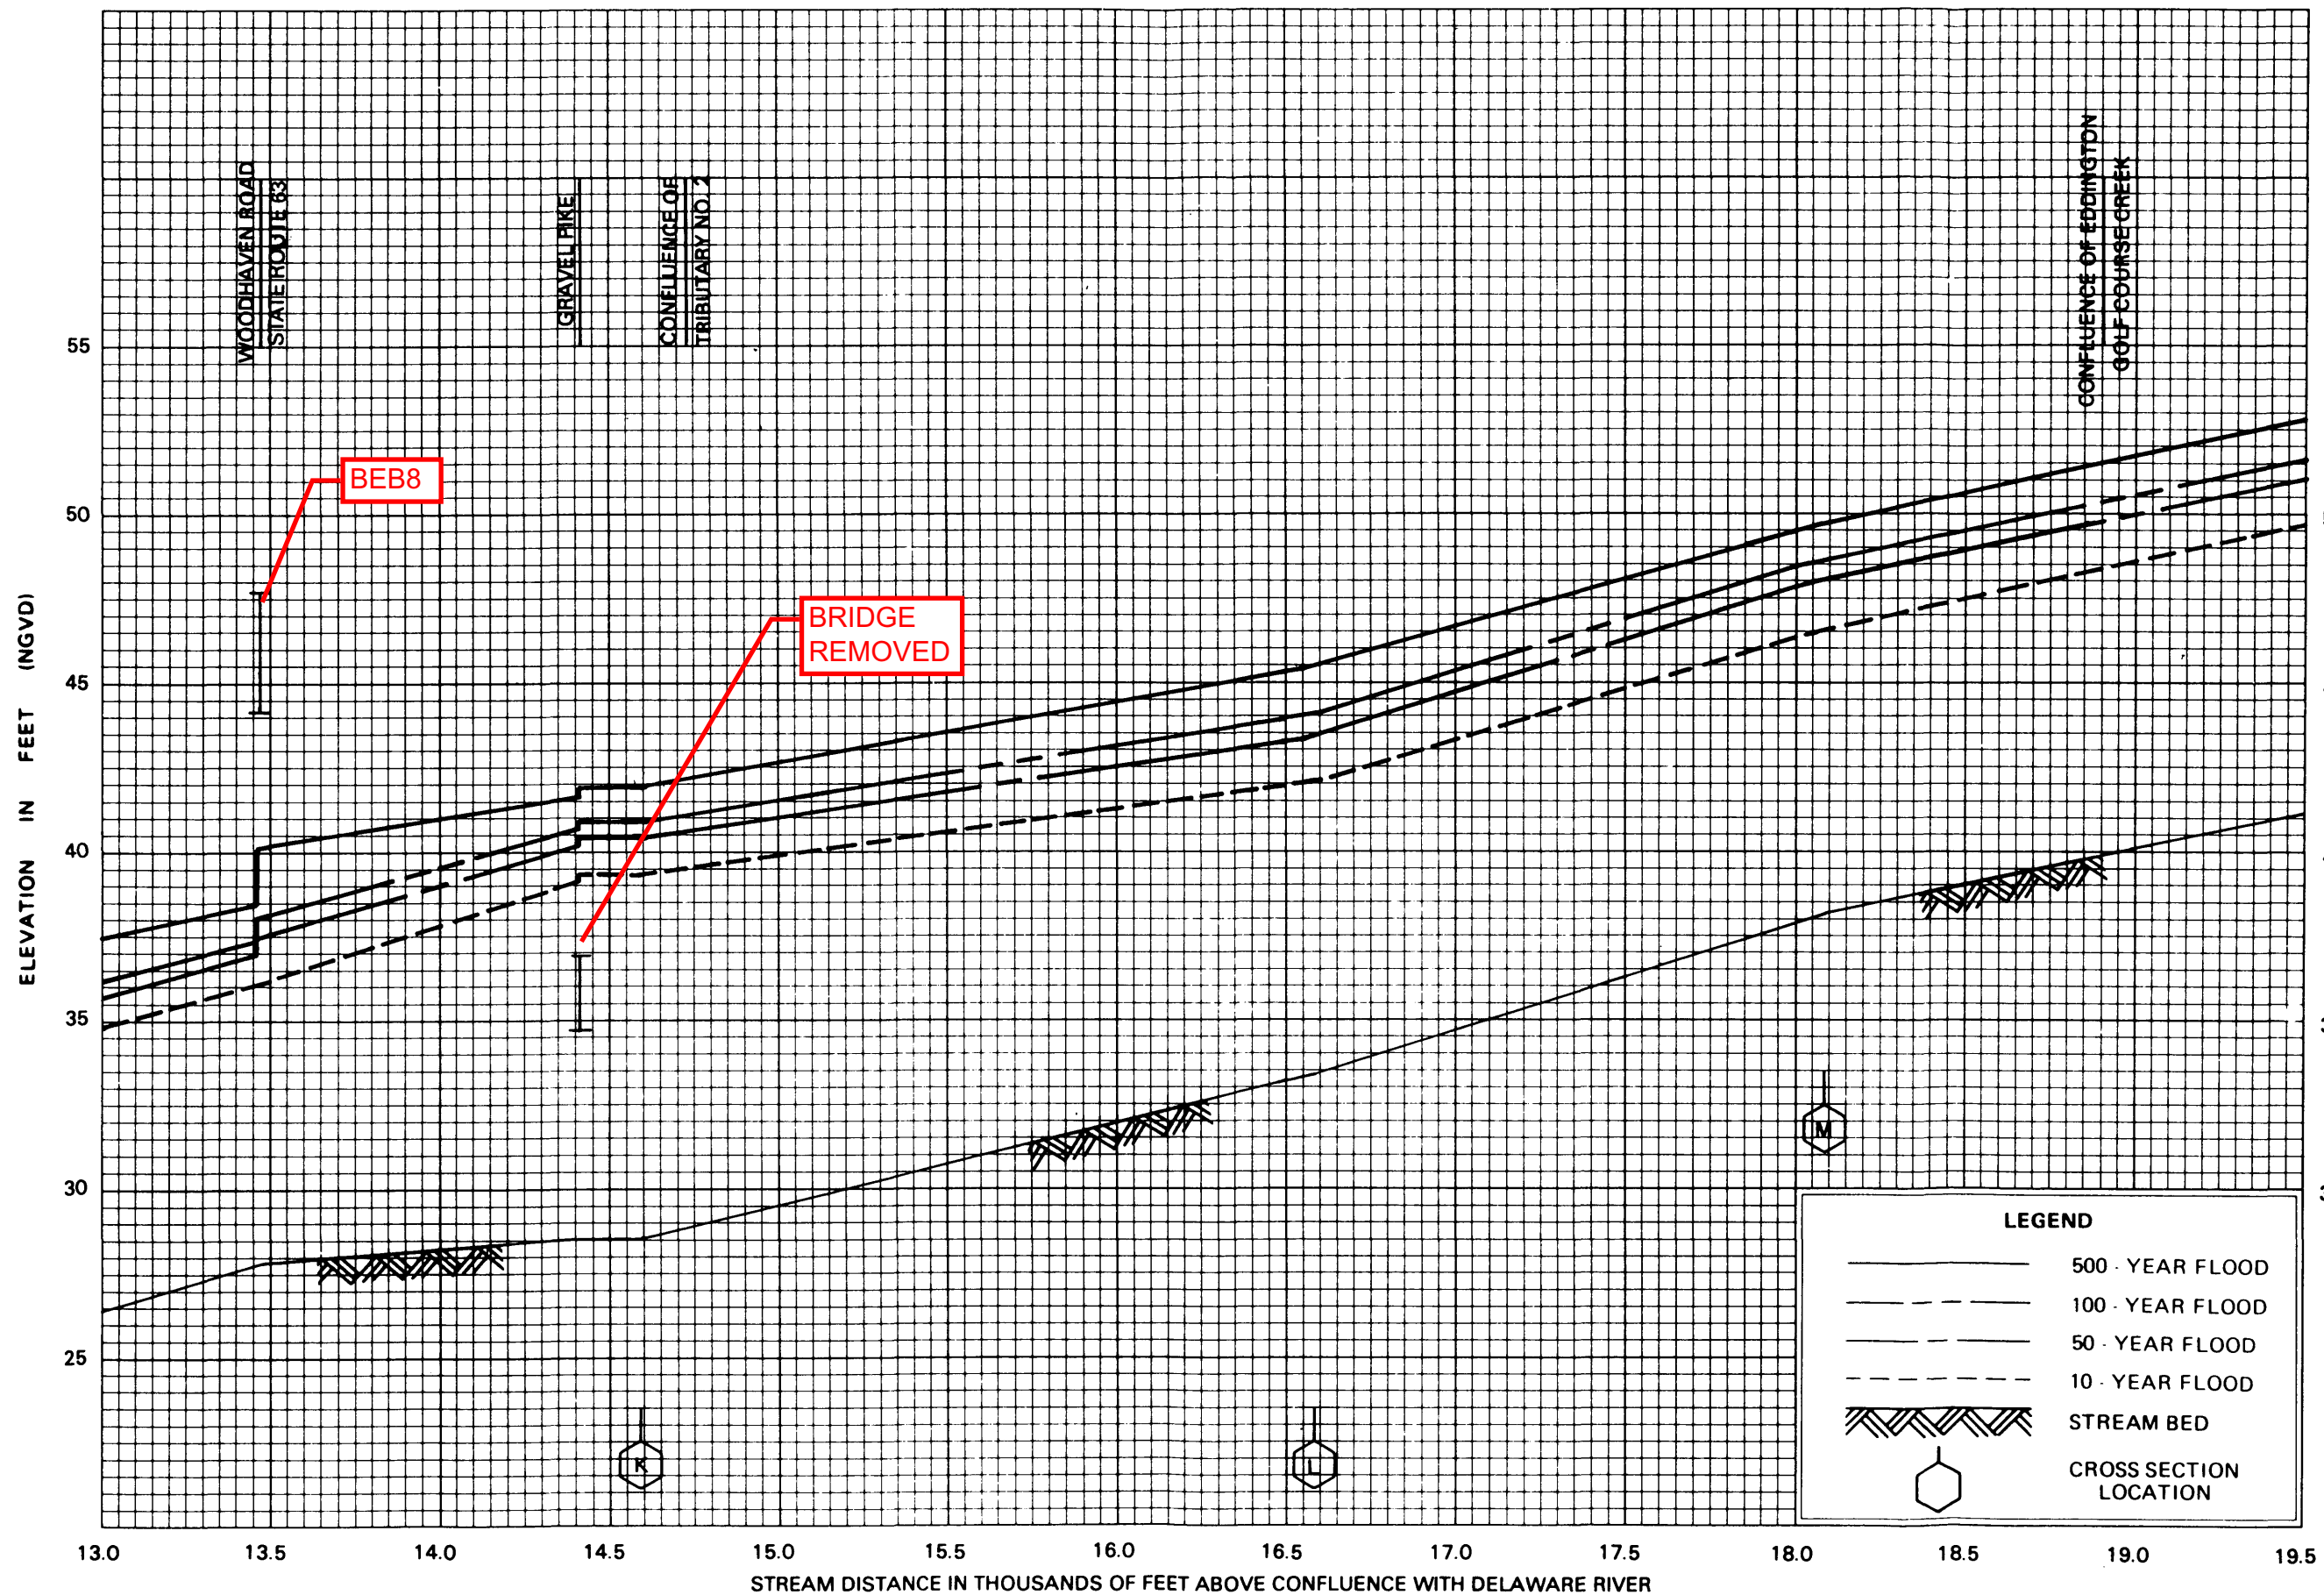 WOODHAVEN ROAD
STATE ROUTE 63
GRAVEL PIKE
CONFLUENCE OF
TRIBUTARY NO. 2
CONFLUENCE OF EDDINGTON
GOLF COURSE CREEK
BEB8
BRIDGE
REMOVED
ELEVATION IN FEET (NGVD)
55
50
45
40
35
30
25
K
L
M
LEGEND
500 - YEAR FLOOD
100 - YEAR FLOOD
50 - YEAR FLOOD
10 - YEAR FLOOD
STREAM BED
CROSS SECTION
LOCATION
13.0 13.5 14.0 14.5 15.0 15.5 16.0 16.5 17.0 17.5 18.0 18.5 19.0 19.5
STREAM DISTANCE IN THOUSANDS OF FEET ABOVE CONFLUENCE WITH DELAWARE RIVER